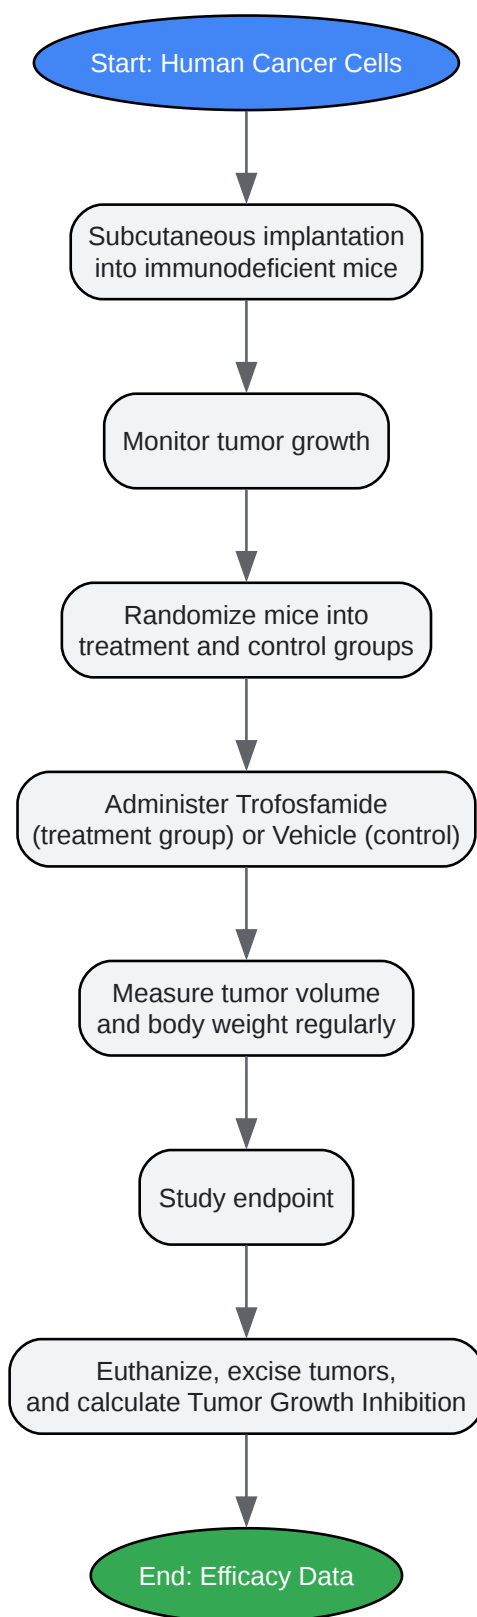 Start: Human Cancer Cells
Subcutaneous implantation
into immunodeficient mice
Monitor tumor growth
Randomize mice into
treatment and control groups
Administer Trofosfamide
(treatment group) or Vehicle (control)
Measure tumor volume
and body weight regularly
Study endpoint
Euthanize, excise tumors,
and calculate Tumor Growth Inhibition
End: Efficacy Data